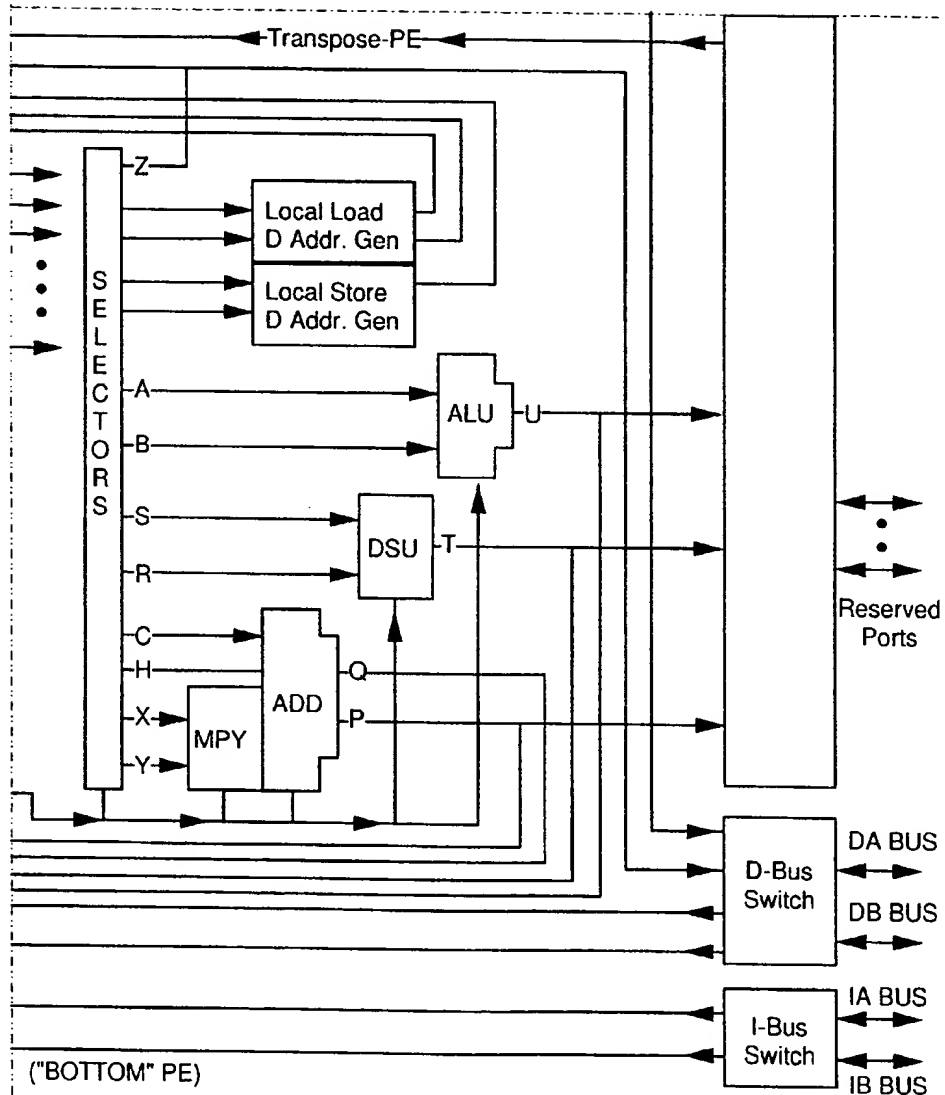 Transpose-PE
Z
Local Load
D Addr. Gen
Local Store
D Addr. Gen
SELECTORS
A
B
ALU
U
S
R
DSU
T
C
H
X
Y
MPY
ADD
Q
P
Reserved
Ports
D-Bus
Switch
DA BUS
DB BUS
I-Bus
Switch
IA BUS
IB BUS
("BOTTOM" PE)